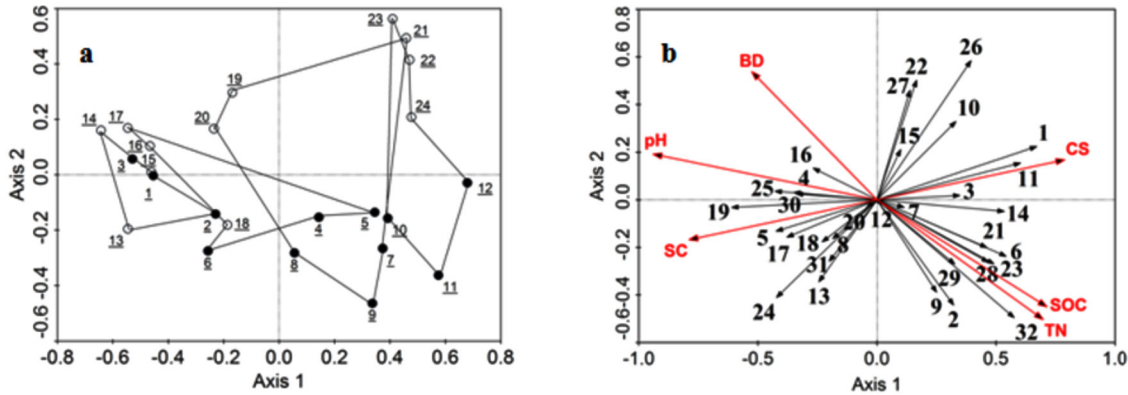 a
0.6
0.4
0.2
0.0
-0.2
-0.4
-0.6
Axis 2
-0.8 -0.6 -0.4 -0.2 0.0 0.2 0.4 0.6 0.8
Axis 1
23 21
22
19
24
20
14 17
16
3 15
1
12
2 18
13
4 5 10
6
8 7
11
9
b
0.8
0.6
0.4
0.2
0.0
-0.2
-0.4
-0.6
Axis 2
-1.0 -0.5 0.0 0.5 1.0
Axis 1
BD 26
22
27
10
pH 15 1
CS
16
11
4
25 3
30
19 7 14
20 12
21
5
SC 17 18 8 6
31 28 23
29
24 13 9 SOC
2 TN
32